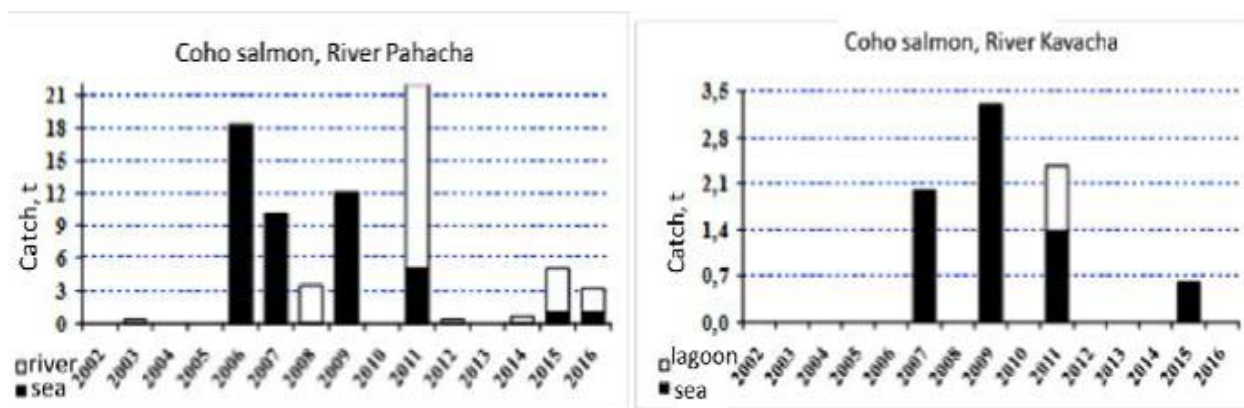 Coho salmon, River Pahacha
Catch, t
21
18
15
12
9
6
3
0
2002 2003 2004 2005 2006 2007 2008 2009 2010 2011 2012 2013 2014 2015 2016
river
sea
Coho salmon, River Kavacha
Catch, t
3,5
2,8
2,1
1,4
0,7
0,0
2002 2003 2004 2005 2006 2007 2008 2009 2010 2011 2012 2013 2014 2015 2016
lagoon
sea